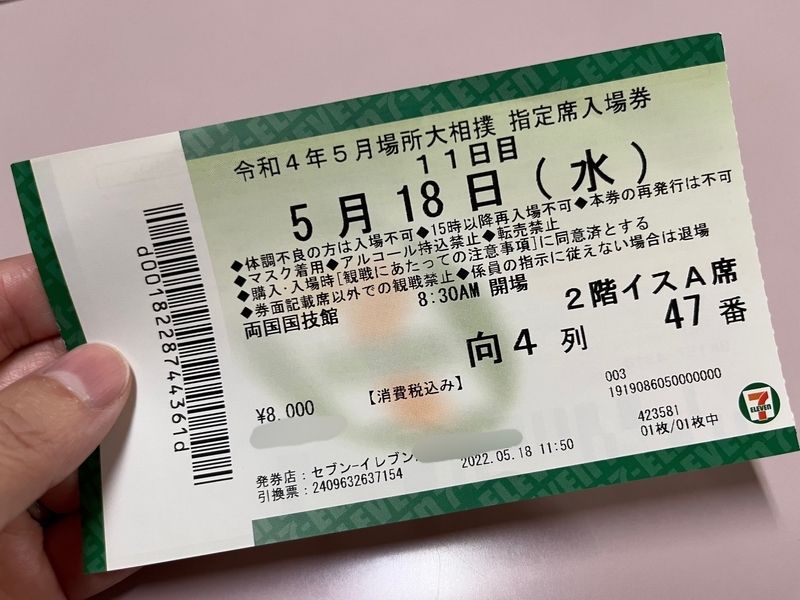 令和4年5月場所大相撲 指定席入場券
11日目
5月18日(水)
◆体調不良の方は入場不可◆15時以降再入場不可◆本券の再発行は不可
◆マスク着用◆アルコール持込禁止◆転売禁止
◆購入・入場時[観戦にあたっての注意事項]に同意済とする
◆券面記載席以外での観戦禁止◆係員の指示に従えない場合は退場
両国国技館 8:30AM 開場 2階イスA席
向4 列 47 番
¥8,000 【消費税込み】
003
1919086050000000
423581
01枚/01枚中
発券店:セブン-イレブン 2022.05.18 11:50
引換票:2409632637154
d0018228744361d
7 ELEVEN